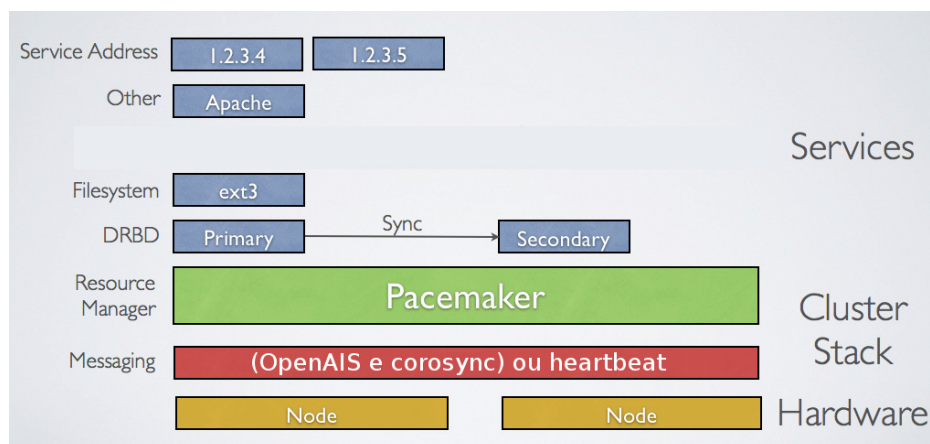 Service Address
1.2.3.4
1.2.3.5
Other
Apache
Services
Filesystem
ext3
DRBD
Primary
Sync
Secondary
Resource
Manager
Pacemaker
Cluster
Stack
Messaging
(OpenAIS e corosync) ou heartbeat
Node
Node
Hardware